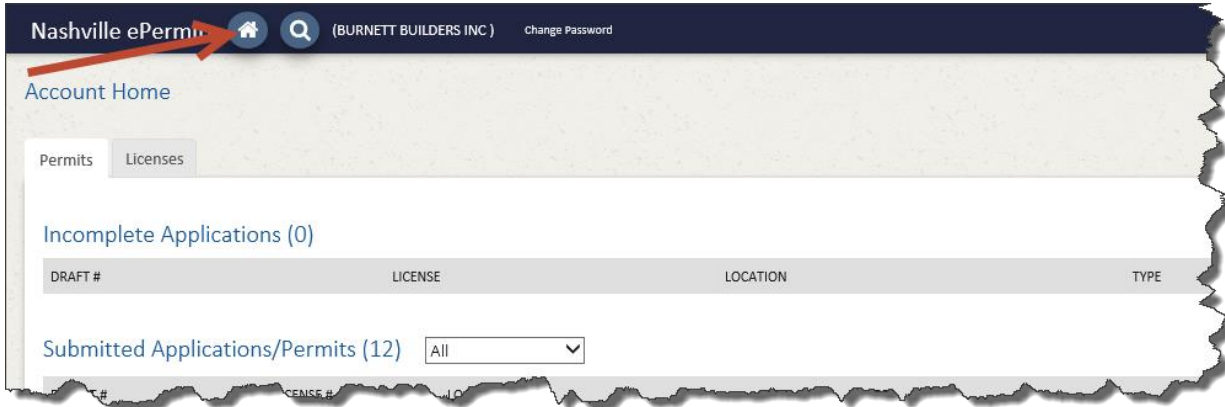 Nashville ePermi (BURNETT BUILDERS INC ) Change Password
Account Home
Permits Licenses
Incomplete Applications (0)
DRAFT # LICENSE LOCATION TYPE
Submitted Applications/Permits (12) All